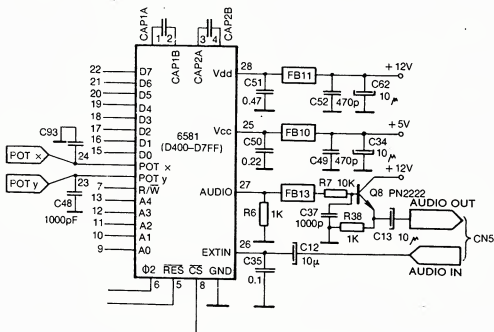 CAP1A
CAP2B
1 2
3 4
CAP1B
CAP2A
22 D7
21 D6
20 D5
19 D4
18 D3
17 D2
16 D1
15 D0
C93
POT x
24
POT x
POT y
23
POT y
7 R/W
C48
1000pF
13 A4
12 A3
11 A2
10 A1
9 A0
6581
(D400-D7FF)
Φ2 RES CS GND
6 5 8
Vdd 28
FB11
+12V
C51
0.47
C52 470p
C62
10μ
Vcc 25
FB10
+5V
C50
0.22
C49 470p
C34
10μ
+12V
AUDIO 27
FB13
R7 10K
Q8 PN2222
R6 1K
C37
1000p
R38
1K
C13
10μ
AUDIO OUT
CN5
EXTIN 26
C12
10μ
AUDIO IN
C35
0.1